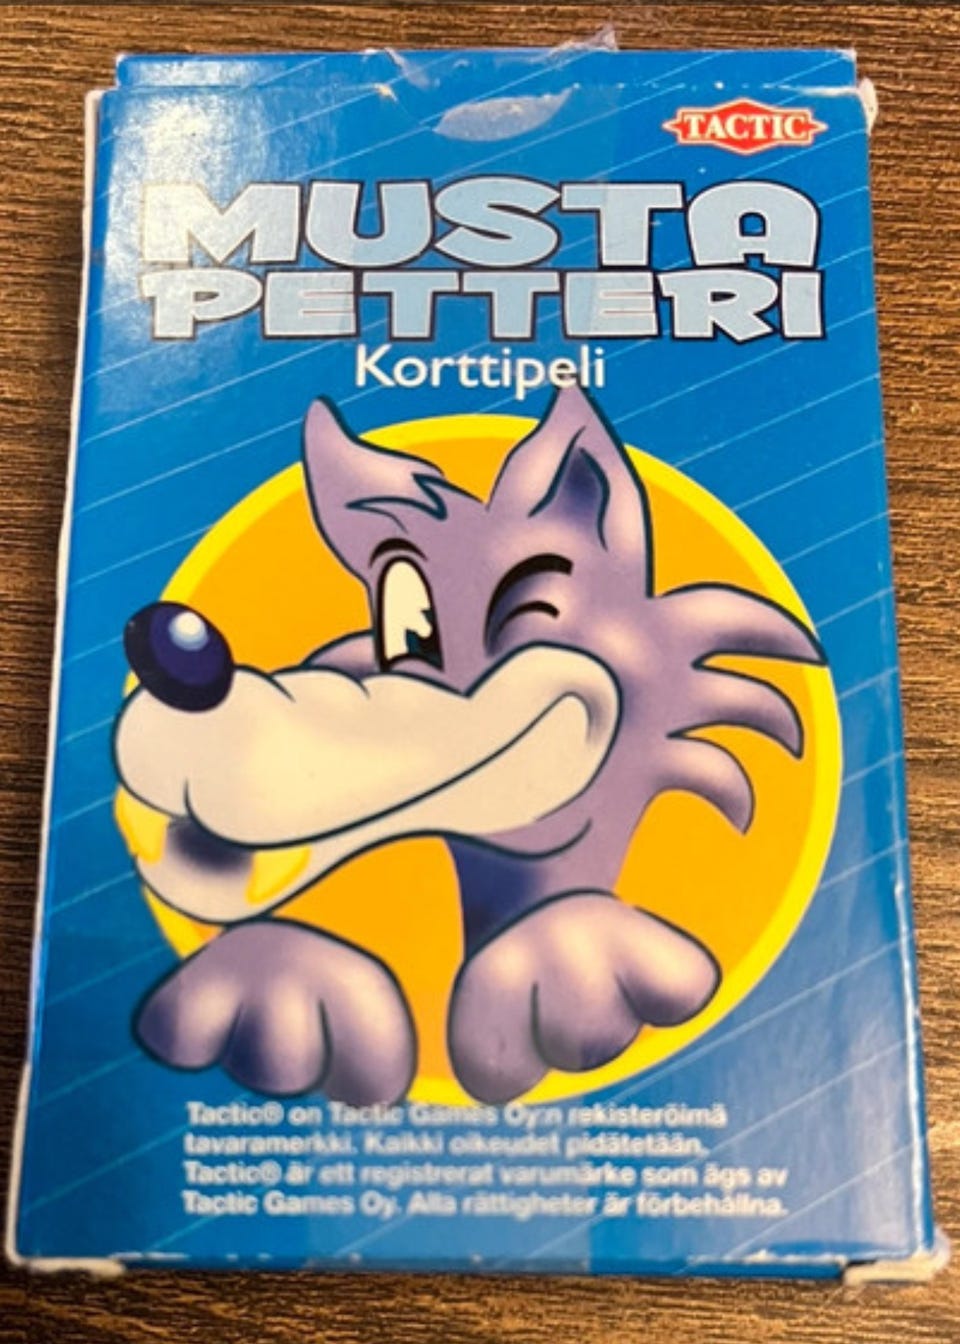 TACTIC
MUSTA
PETTERI
Korttipeli
Tactic® on Tactic Games Oy:n rekisteröimä
tavaramerkki. Kaikki oikeudet pidätetään.
Tactic® är ett registrerat varumärke som ägs av
Tactic Games Oy. Alla rättigheter är förbehållna.